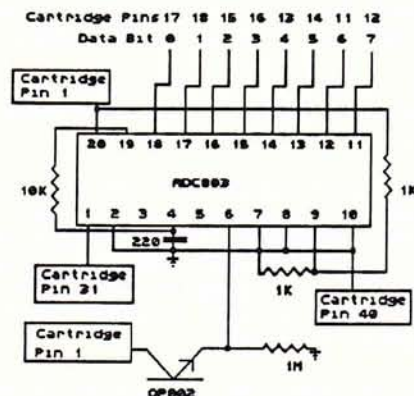 Cartridge Pins 17 18 15 16 13 14 11 12
Data Bit 0 1 2 3 4 5 6 7
Cartridge
Pin 1
20 19 18 17 16 15 14 13 12 11
10K
ADC803
1K
1 2 3 4 5 6 7 8 9 10
220
Cartridge
Pin 31
1K
Cartridge
Pin 40
Cartridge
Pin 1
1M
OP802